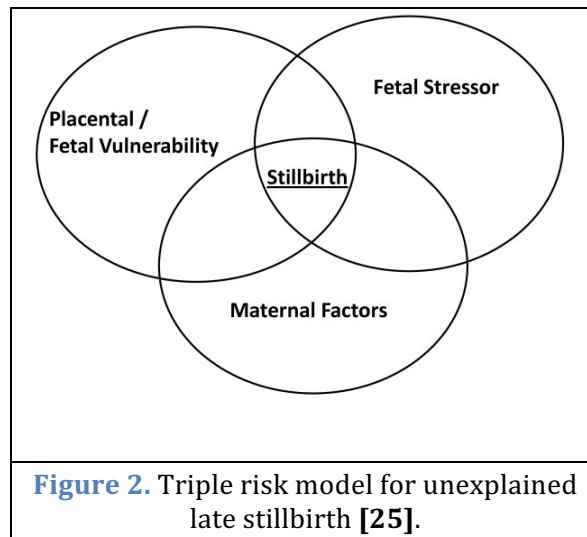 Fetal Stressor
Placental /
Fetal Vulnerability
Stillbirth
Maternal Factors
Figure 2. Triple risk model for unexplained
late stillbirth [25].